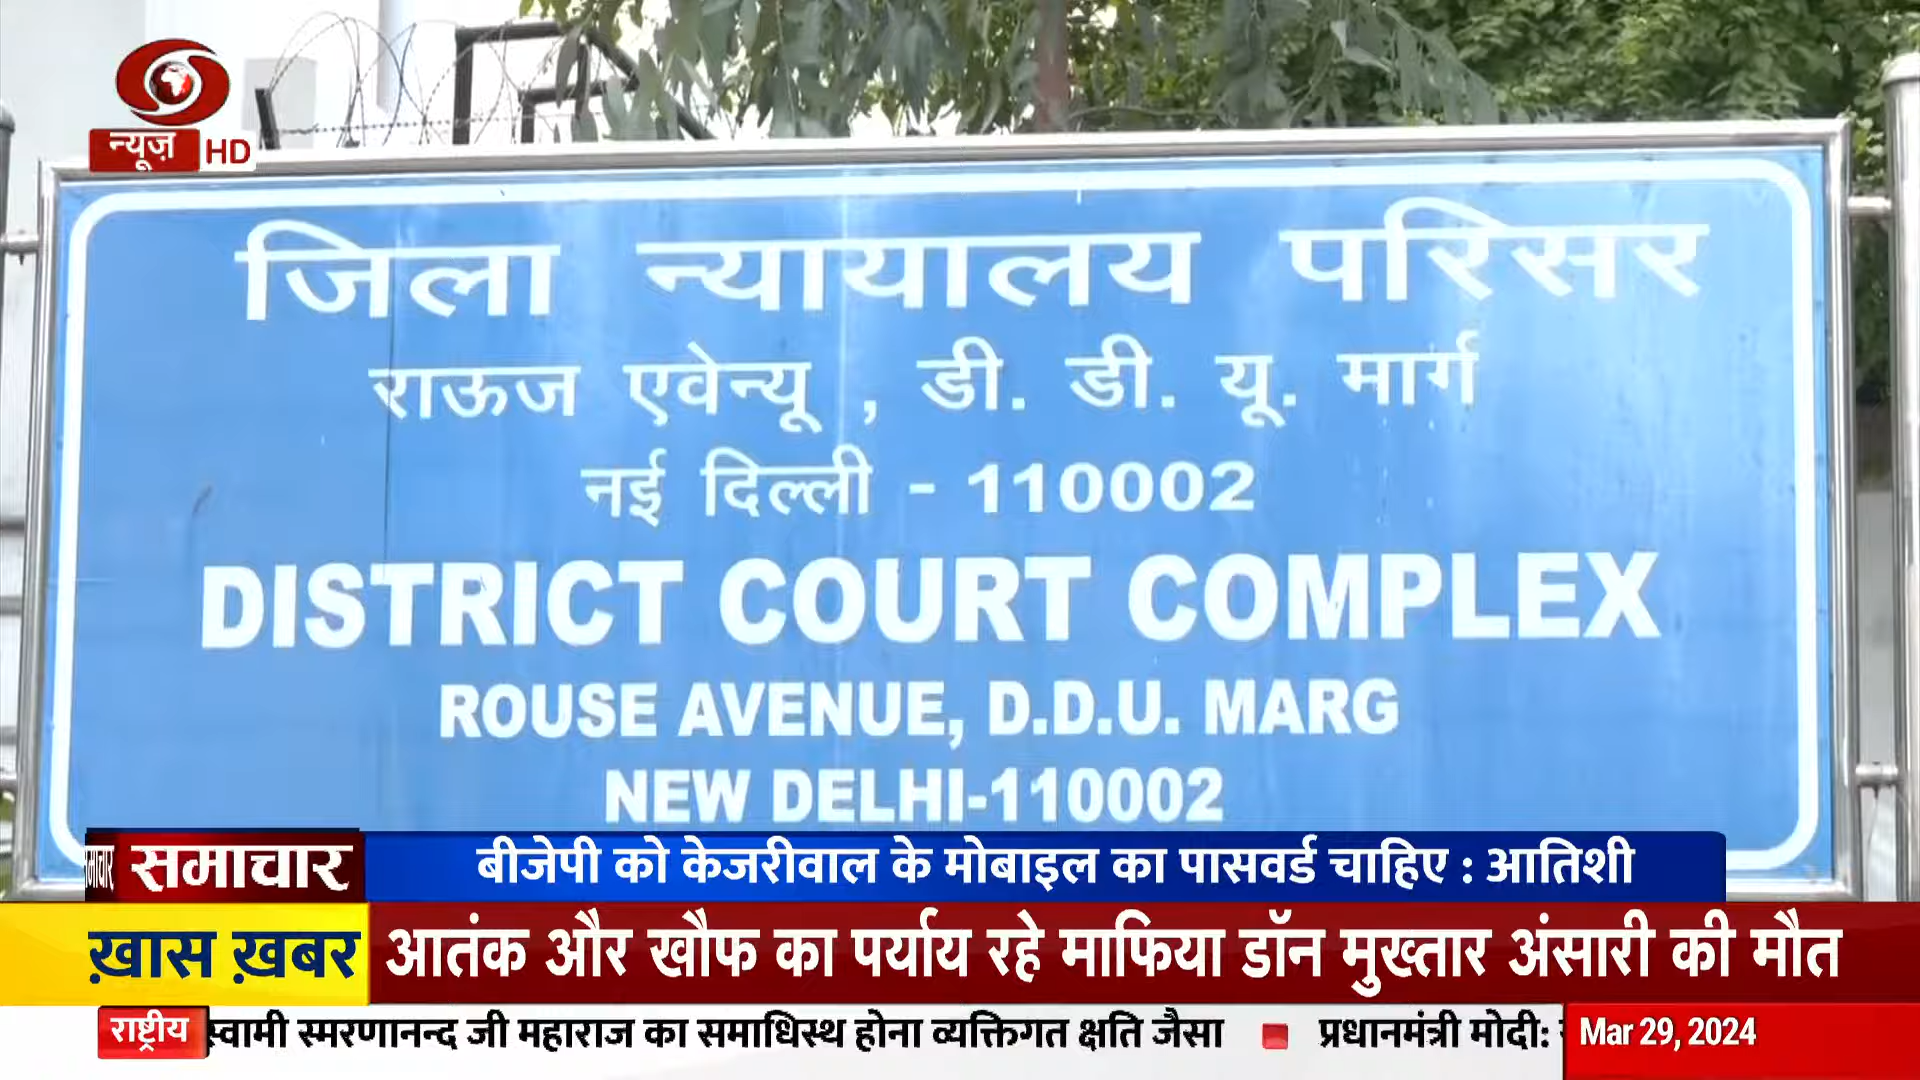 न्यूज़ HD
जिला न्यायालय परिसर
राऊज एवेन्यू , डी. डी. यू. मार्ग
नई दिल्ली - 110002
DISTRICT COURT COMPLEX
ROUSE AVENUE, D.D.U. MARG
NEW DELHI-110002
समाचार
बीजेपी को केजरीवाल के मोबाइल का पासवर्ड चाहिए : आतिशी
ख़ास ख़बर
आतंक और खौफ का पर्याय रहे माफिया डॉन मुख्तार अंसारी की मौत
राष्ट्रीय
स्वामी स्मरणानन्द जी महाराज का समाधिस्थ होना व्यक्तिगत क्षति जैसा
प्रधानमंत्री मोदी:
Mar 29, 2024